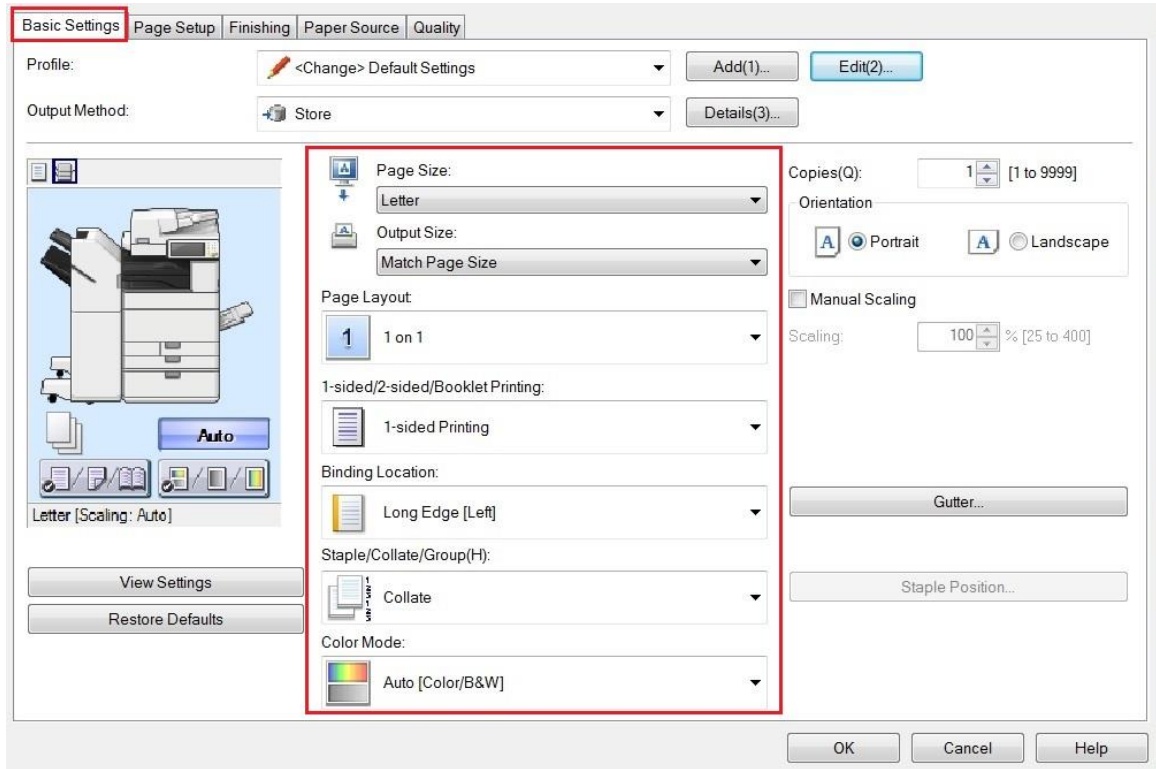 Basic Settings Page Setup Finishing Paper Source Quality
Profile: <Change> Default Settings Add(1)... Edit(2)...
Output Method: Store Details(3)...
Page Size:
Letter
Output Size:
Match Page Size
Page Layout:
1 1 on 1
1-sided/2-sided/Booklet Printing:
1-sided Printing
Binding Location:
Long Edge [Left]
Staple/Collate/Group(H):
Collate
Color Mode:
Auto [Color/B&W]
Copies(Q): 1 [1 to 9999]
Orientation
A Portrait A Landscape
Manual Scaling
Scaling: 100 % [25 to 400]
Gutter...
Staple Position...
Auto
Letter [Scaling: Auto]
View Settings
Restore Defaults
OK Cancel Help